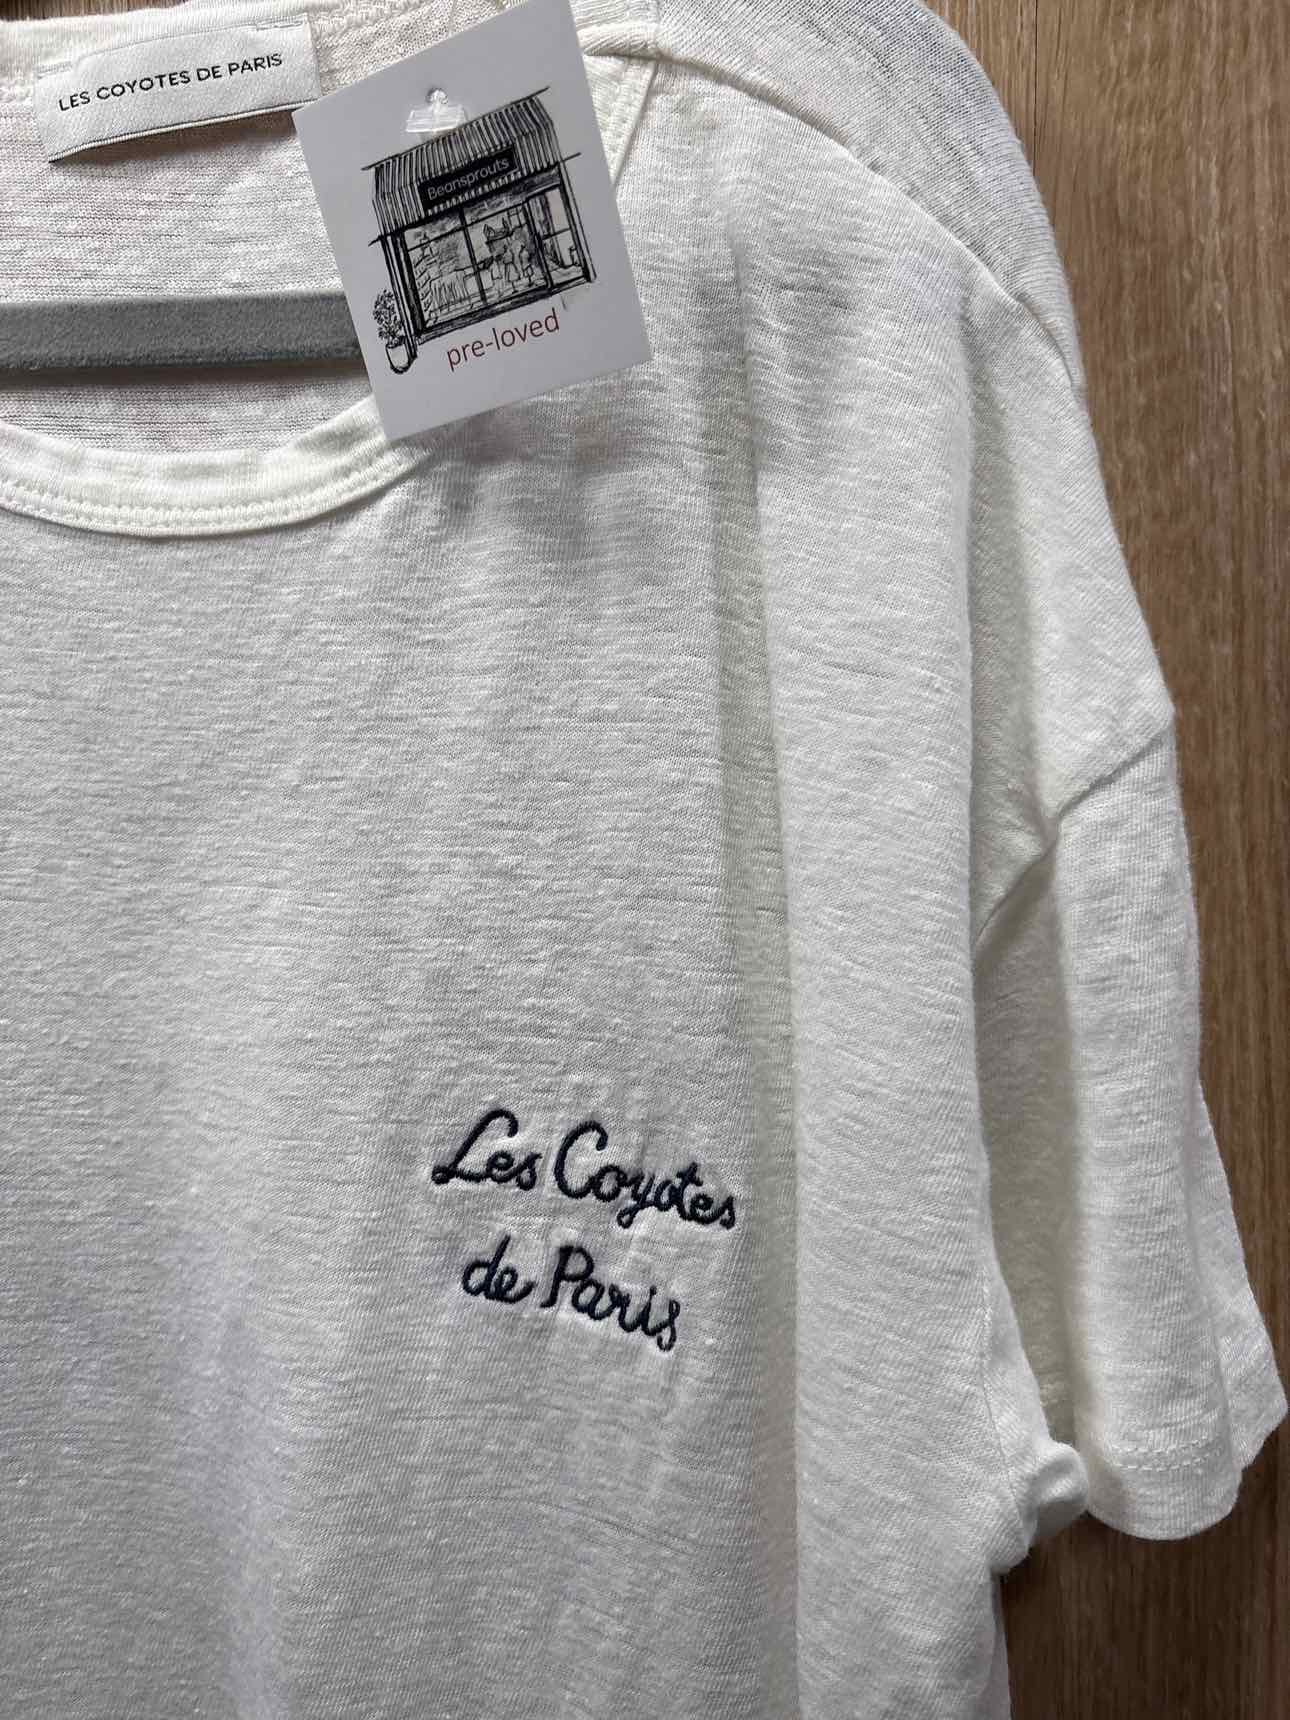 LES COYOTES DE PARIS
Beansprouts
pre-loved
Les Coyotes
de Paris